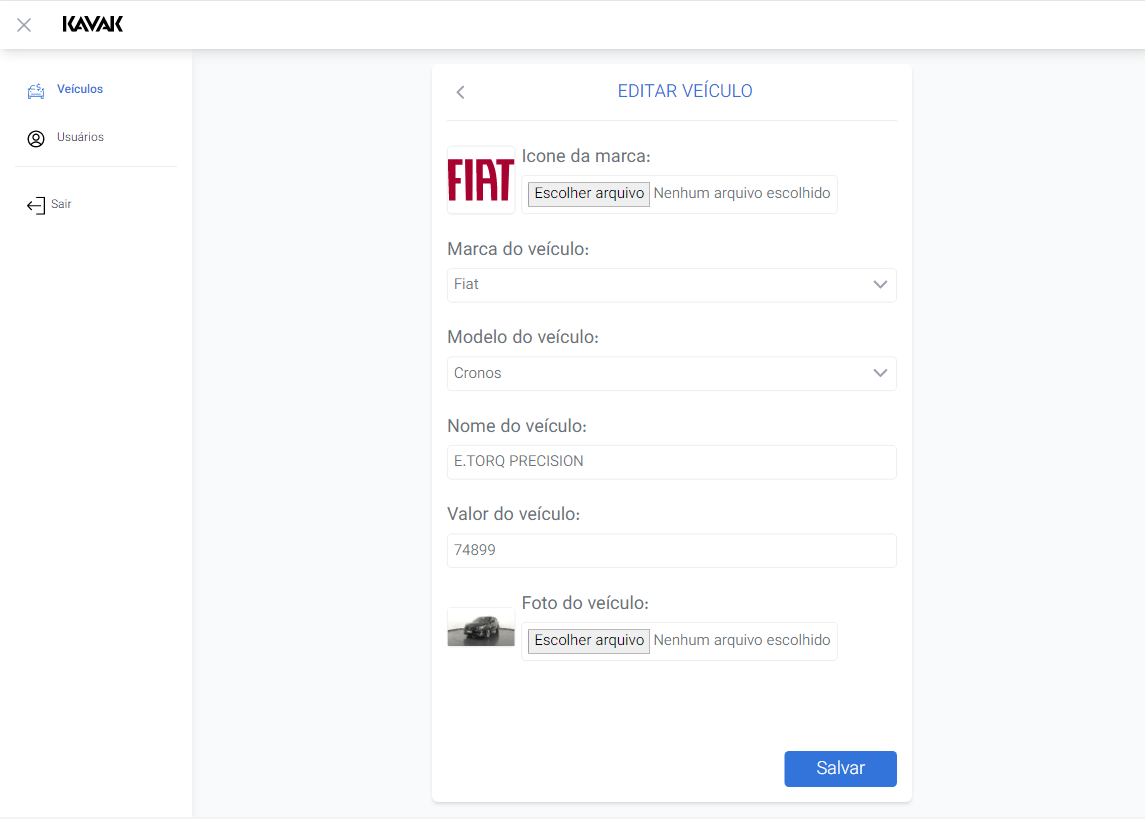 KAVAK
Veículos
Usuários
Sair
EDITAR VEÍCULO
FIAT
Icone da marca:
Escolher arquivo Nenhum arquivo escolhido
Marca do veículo:
Fiat
Modelo do veículo:
Cronos
Nome do veículo:
E.TORQ PRECISION
Valor do veículo:
74899
Foto do veículo:
Escolher arquivo Nenhum arquivo escolhido
Salvar